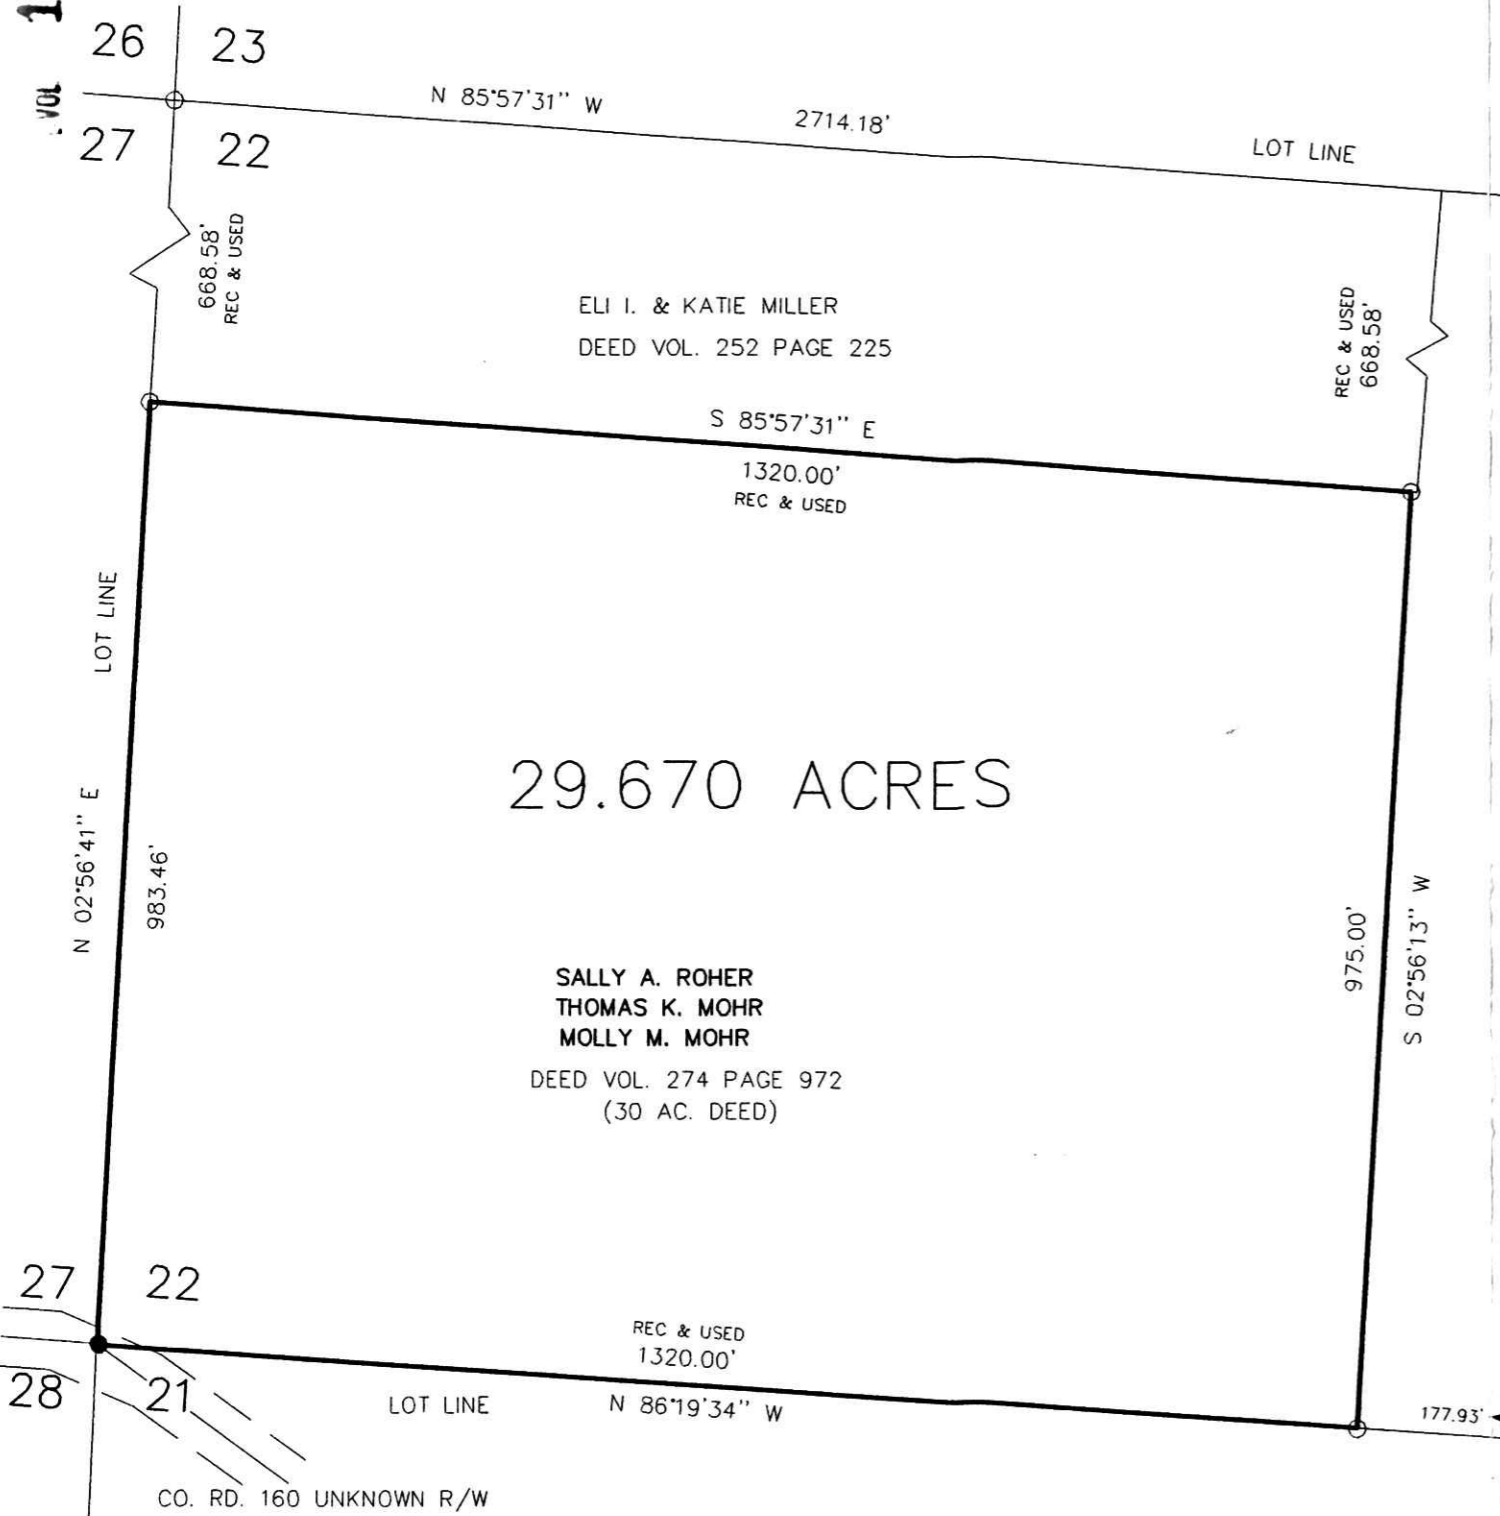 VOL 1
26 23
27 22
N 85°57'31" W
2714.18'
LOT LINE
668.58'
REC & USED
ELI I. & KATIE MILLER
DEED VOL. 252 PAGE 225
REC & USED
668.58'
S 85°57'31" E
1320.00'
REC & USED
LOT LINE
N 02°56'41" E
983.46'
29.670 ACRES
975.00'
S 02°56'13" W
SALLY A. ROHER
THOMAS K. MOHR
MOLLY M. MOHR
DEED VOL. 274 PAGE 972
(30 AC. DEED)
27 22
28 21
REC & USED
1320.00'
LOT LINE
N 86°19'34" W
177.93'
CO. RD. 160 UNKNOWN R/W